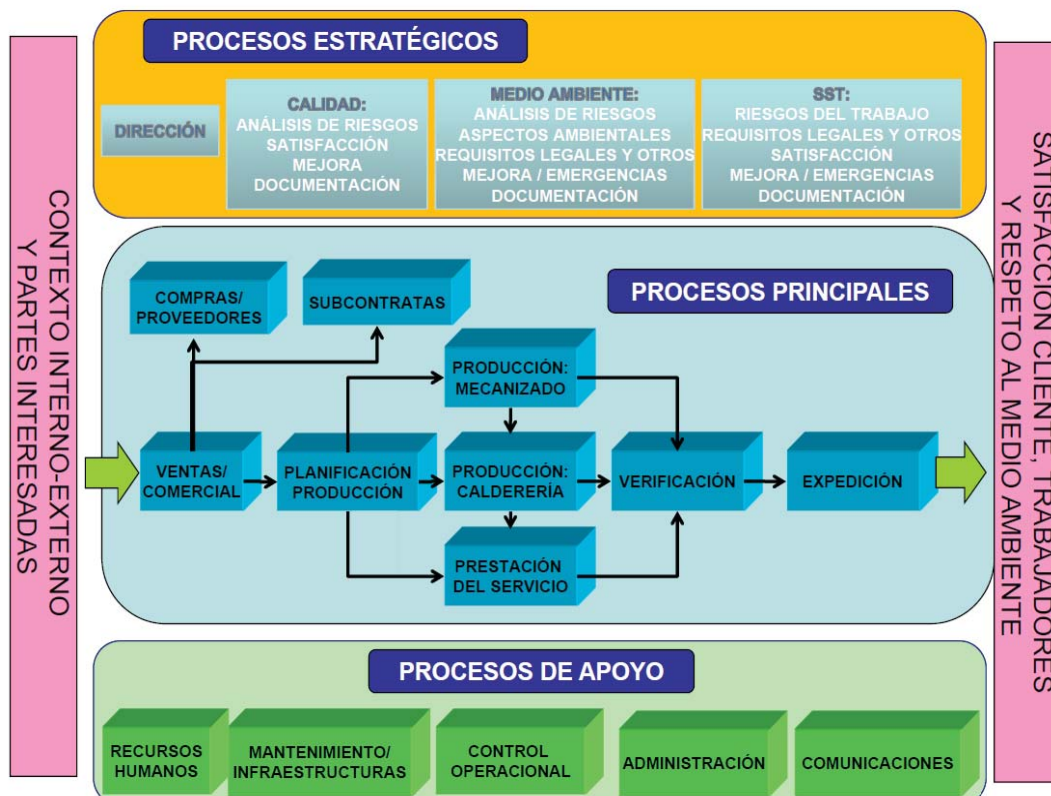 PROCESOS ESTRATÉGICOS
DIRECCIÓN
CALIDAD:
ANÁLISIS DE RIESGOS
SATISFACCIÓN
MEJORA
DOCUMENTACIÓN
MEDIO AMBIENTE:
ANÁLISIS DE RIESGOS
ASPECTOS AMBIENTALES
REQUISITOS LEGALES Y OTROS
MEJORA / EMERGENCIAS
DOCUMENTACIÓN
SST:
RIESGOS DEL TRABAJO
REQUISITOS LEGALES Y OTROS
SATISFACCIÓN
MEJORA / EMERGENCIAS
DOCUMENTACIÓN
CONTEXTO INTERNO-EXTERNO
Y PARTES INTERESADAS
PROCESOS PRINCIPALES
COMPRAS/
PROVEEDORES
SUBCONTRATAS
PRODUCCIÓN:
MECANIZADO
VENTAS/
COMERCIAL
PLANIFICACIÓN
PRODUCCIÓN
PRODUCCIÓN:
CALDERERÍA
VERIFICACIÓN
EXPEDICIÓN
PRESTACIÓN
DEL SERVICIO
SATISFACCIÓN CLIENTE, TRABAJADORES
Y RESPETO AL MEDIO AMBIENTE
PROCESOS DE APOYO
RECURSOS
HUMANOS
MANTENIMIENTO/
INFRAESTRUCTURAS
CONTROL
OPERACIONAL
ADMINISTRACIÓN
COMUNICACIONES